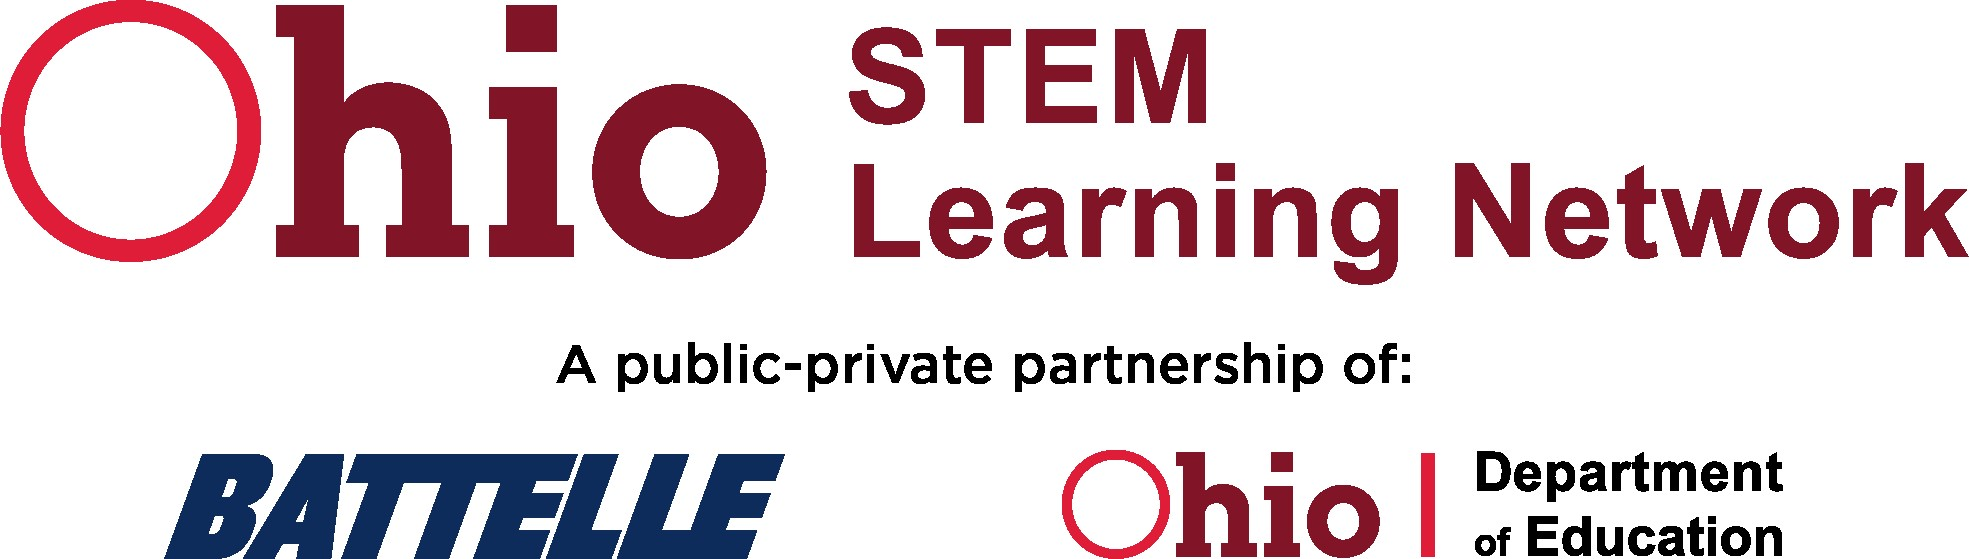 Ohio STEM
Learning Network
A public-private partnership of:
BATTELLE
Ohio Department
of Education